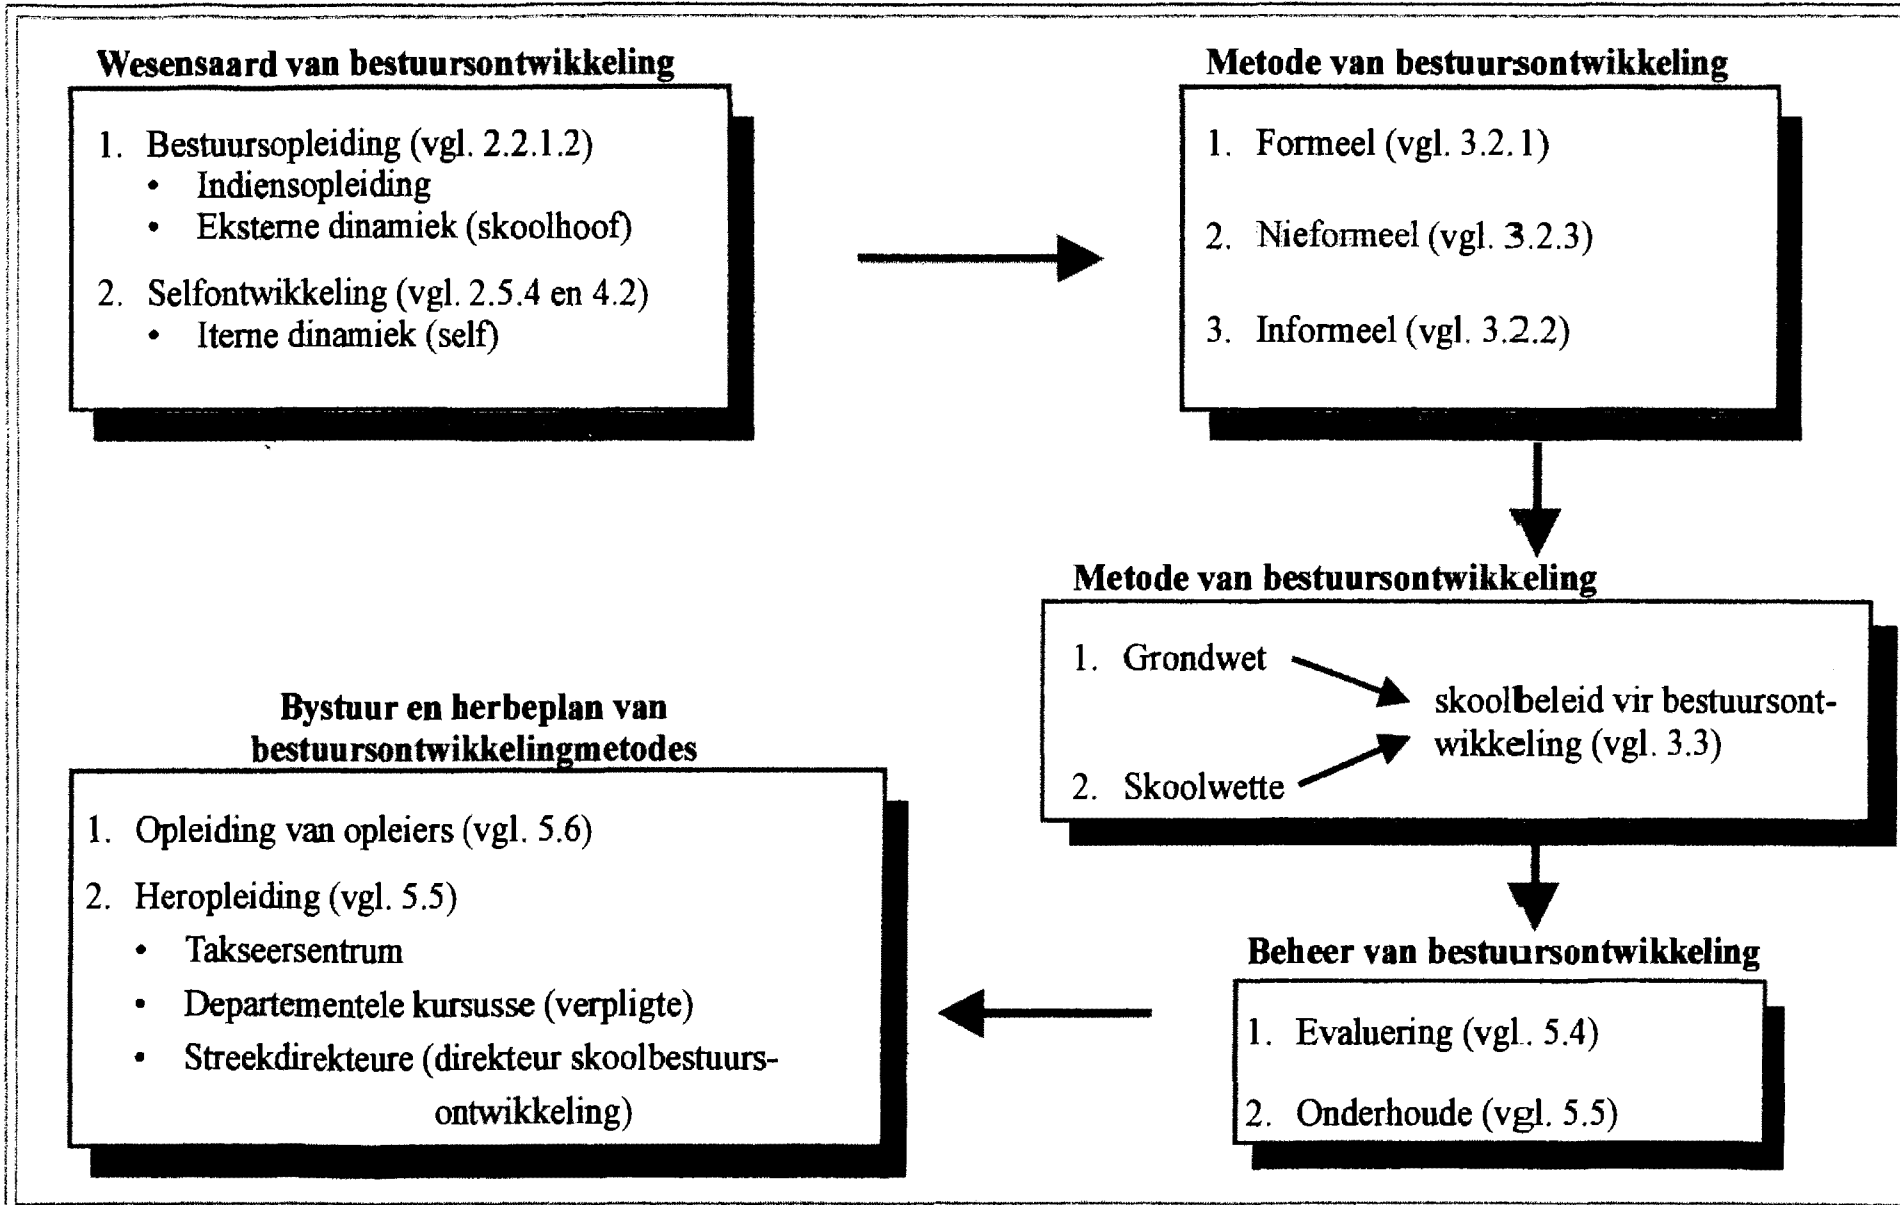 Wesensaard van bestuursontwikkeling
1. Bestuursopleiding (vgl. 2.2.1.2)
• Indiensopleiding
• Eksterne dinamiek (skoolhoof)
2. Selfontwikkeling (vgl. 2.5.4 en 4.2)
• Iterne dinamiek (self)
Metode van bestuursontwikkeling
1. Formeel (vgl. 3.2.1)
2. Nieformeel (vgl. 3.2.3)
3. Informeel (vgl. 3.2.2)
Metode van bestuursontwikkeling
1. Grondwet
skoolbeleid vir bestuursont-
wikkeling (vgl. 3.3)
2. Skoolwette
Beheer van bestuursontwikkeling
1. Evaluering (vgl. 5.4)
2. Onderhoude (vgl. 5.5)
Bystuur en herbeplan van
bestuursontwikkelingmetodes
1. Opleiding van opleiers (vgl. 5.6)
2. Heropleiding (vgl. 5.5)
• Takseersentrum
• Departementele kursusse (verpligte)
• Streekdirekteure (direkteur skoolbestuurs-
ontwikkeling)